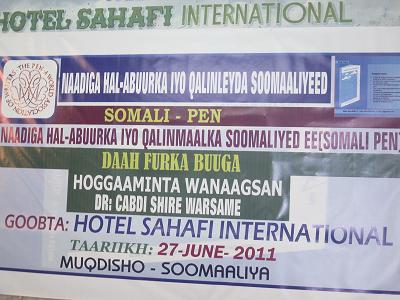 HOTEL SAHAFI INTERNATIONAL
NAADIGA HAL-ABUURKA IYO QALINLEYDA SOOMAALIYEED
SOMALI - PEN
NAADIGA HAL-ABUURKA IYO QALINMAALKA SOOMALIYED EE[SOMALI PEN]
DAAH FURKA BUUGA
HOGGAAMINTA WANAAGSAN
DR: CABDI SHIRE WARSAME
GOOBTA: HOTEL SAHAFI INTERNATIONAL
TAARIIKH: 27-JUNE- 2011
MUQDISHO - SOOMAALIYA